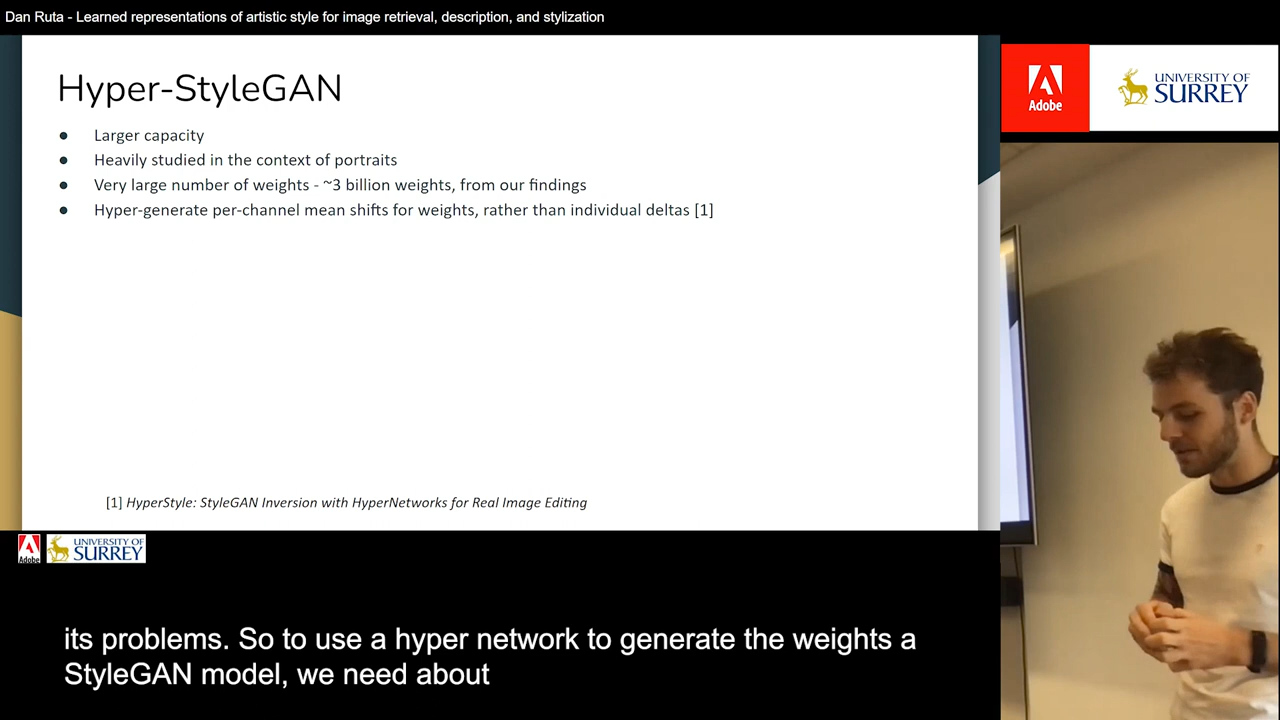 Dan Ruta - Learned representations of artistic style for image retrieval, description, and stylization
Hyper-StyleGAN
● Larger capacity
● Heavily studied in the context of portraits
● Very large number of weights - ~3 billion weights, from our findings
● Hyper-generate per-channel mean shifts for weights, rather than individual deltas [1]
[1] HyperStyle: StyleGAN Inversion with HyperNetworks for Real Image Editing
Adobe
UNIVERSITY OF
SURREY
Adobe
UNIVERSITY OF
SURREY
its problems. So to use a hyper network to generate the weights a
StyleGAN model, we need about